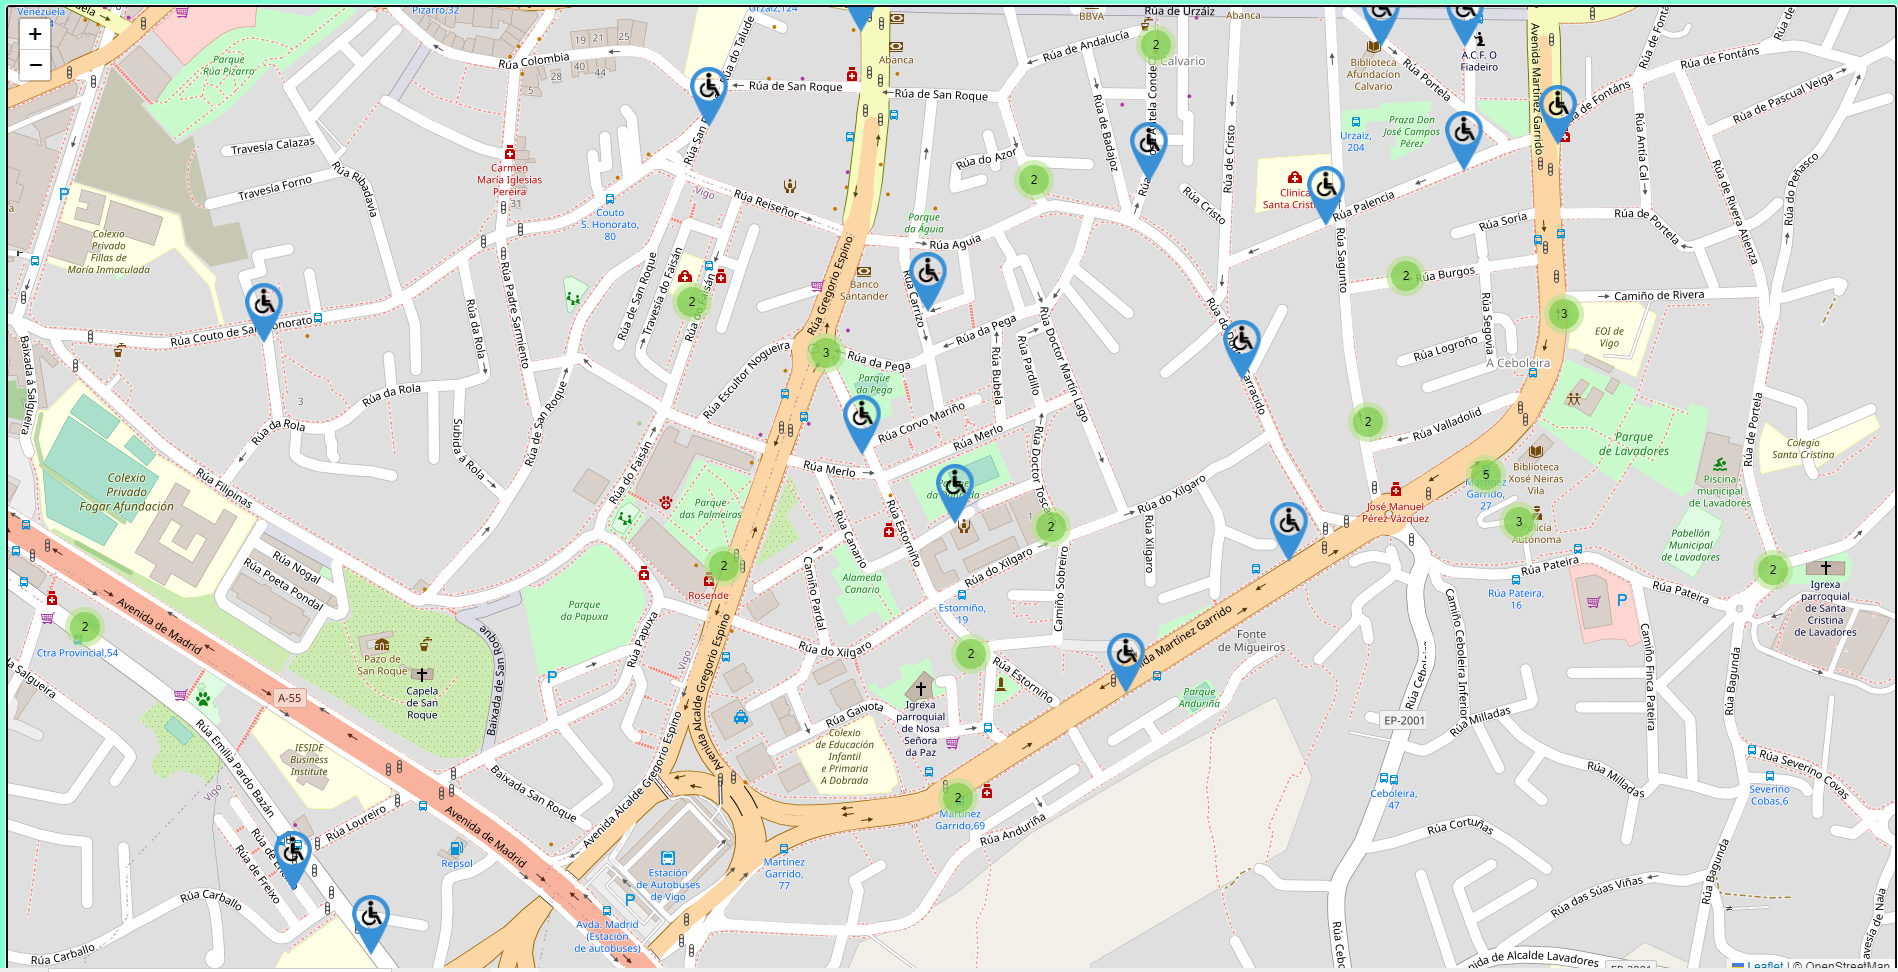 Venezuela
Pizarro,32
Urzaiz,124
BBVA
Rúa de Urzáiz
Abanca
+
−
Parque
Rúa Pizarro
Rúa Colombia
19 21 25
28 40 44
5
Rúa do Talude
Abanca
Rúa de Andalucía
2
O Calvario
Biblioteca
Afundación
Calvario
A.C.F. O
Fiadeiro
Rúa Portela
Avenida Martínez Garrido
Rúa de Fontáns
Rúa de Fontáns
Rúa de Pascual Veiga
Rúa de San Roque
Rúa de San Roque
Rúa de Badajoz
Rúa de Cristo
Urzaiz,
204
Praza Don
José Campos
Pérez
Rúa Antía Cal
Travesía Calazas
Travesía Forno
Rúa Ribadavia
Carmen
María Iglesias
Pereira
31
Rúa do Azor
2
Clinica
Santa Cristina
Rúa Palencia
Rúa de Rivera Atienza
Rúa do Peñasco
P
Vigo
Rúa Reiseñor
Couto
S. Honorato,
80
Parque
da Aguia
Rúa Aguia
Rúa Cristo
Rúa Soria
Rúa de Portela
Colexio
Privado
Fillas de
María Inmaculada
Rúa Padre Sarmiento
Rúa de San Roque
Travesía do Faisán
2
Rúa Gregorio Espino
Banco
Santander
Rúa Carrizo
Rúa Sagunto
2
Rúa Burgos
Camiño de Rivera
3
EOI de
Vigo
Rúa Couto de San Honorato
Rúa da Rola
Baixada á Salgueira
Rúa da Pega
Rúa Doctor Martín Lago
Rúa Segovia
Rúa Logroño
A Ceboleira
3
Rúa da Pega
Parque
da Pega
Rúa Escultor Nogueira
Rúa Bubela
Rúa Pardillo
3
Rúa da Rola
Rúa da Rola
Subida á Rola
Rúa de San Roque
Rúa Corvo Mariño
Rúa Merlo
Rúa Merlo
2
Rúa Valladolid
Parque
de Lavadores
Rúa de Portela
Colegio
Santa Cristina
Colexio
Privado
Fogar Afundación
Rúa Filipinas
Rúa do Faisán
Parque
das Palmeiras
Rúa Doctor Toscano
Rúa do Xilgaro
Rúa Xílgaro
José Manuel
Pérez Vázquez
5
Martínez
Garrido,
27
Biblioteca
Xosé Neiras
Vila
Piscina
municipal
de Lavadores
3
Policía
Autónoma
Pabellón
Municipal
de Lavadores
Rúa Canario
Rúa Estorniño
2
Rúa Nogal
Rúa Poeta Pondal
2
Rosende
Camiño Pardal
Alameda
Canario
Rúa do Xilgaro
Camiño Sobreiro
Rúa Pateira
Rúa Pateira,
16
P
Rúa Pateira
2
Igrexa
parroquial
de Santa
Cristina
de Lavadores
Parque
da Papuxa
Estorniño,
19
Avenida de Madrid
2
Ctra Provincial,54
Pazo de
San Roque
Capela
de San
Roque
Baixada de San Roque
Rúa Papuxa
Vigo
P
Avenida Alcalde Gregorio Espino
Rúa do Xilgaro
2
Rúa Estorniño
Fonte
de Migueiros
Camiño Ceboleira Inferior
Camiño Finca Pateira
Rúa Bagunda
A-55
Rúa Emilia Pardo Bazán
Rúa Gaivota
Igrexa
parroquial
de Nosa
Señora
da Paz
Parque
Anduriña
Rúa Ceboleira
EP-2001
Rúa Milladas
IESIDE
Business
Institute
Vigo
Colexio
de Educación
Infantil
e Primaria
A Dobrada
Rúa Milladas
Rúa Severino Covas
Severino
Cobas,6
Ceboleira,
47
Baixada San Roque
Avenida Alcalde Gregorio Espino
2
Martínez
Garrido,69
Rúa Anduriña
Rúa Loureiro
Avenida de Madrid
Repsol
Rúa de Freixo
Rúa Carballo
Rúa Carballo
Estación
de Autobuses
de Vigo
P
Martínez
Garrido,
77
Avda. Madrid
(Estación
de autobuses)
Rúa Cortuñas
Rúa das Súas Viñas
Rúa Bagunda
Leaflet | © OpenStreetMap